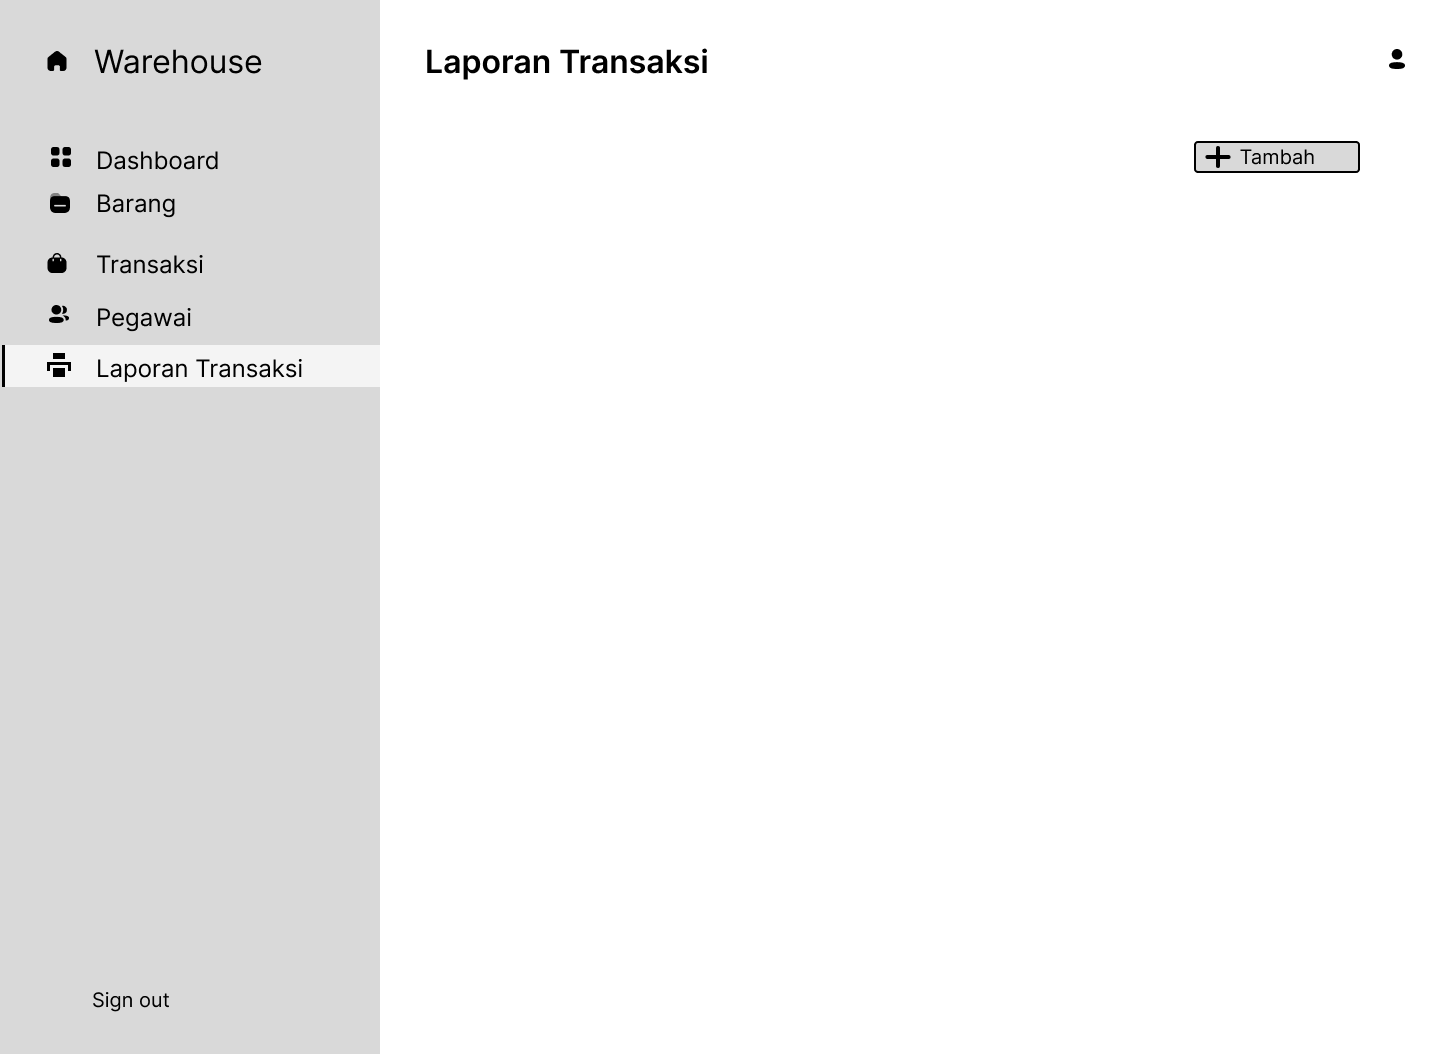 Warehouse
Dashboard
Barang
Transaksi
Pegawai
Laporan Transaksi
Sign out
Laporan Transaksi
Tambah